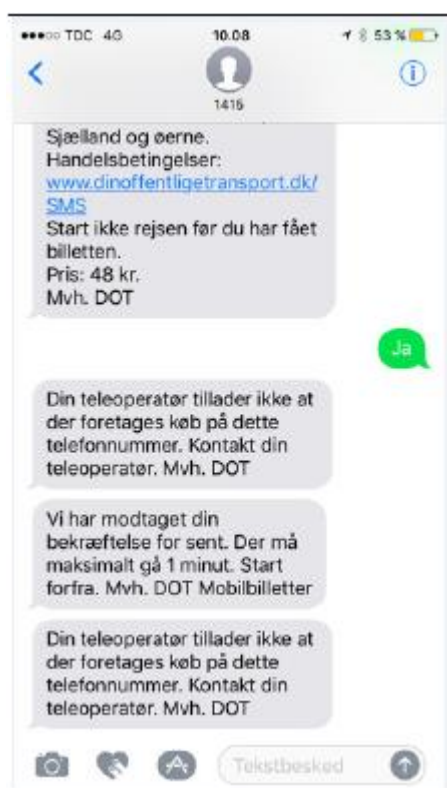 TDC 4G 10.08 53 %
1415
Sjælland og øerne.
Handelsbetingelser:
www.dinoffentligetransport.dk/
SMS
Start ikke rejsen før du har fået
billetten.
Pris: 48 kr.
Mvh. DOT
Ja
Din teleoperatør tillader ikke at
der foretages køb på dette
telefonnummer. Kontakt din
teleoperatør. Mvh. DOT
Vi har modtaget din
bekræftelse for sent. Der må
maksimalt gå 1 minut. Start
forfra. Mvh. DOT Mobilbilletter
Din teleoperatør tillader ikke at
der foretages køb på dette
telefonnummer. Kontakt din
teleoperatør. Mvh. DOT
Tekstbesked